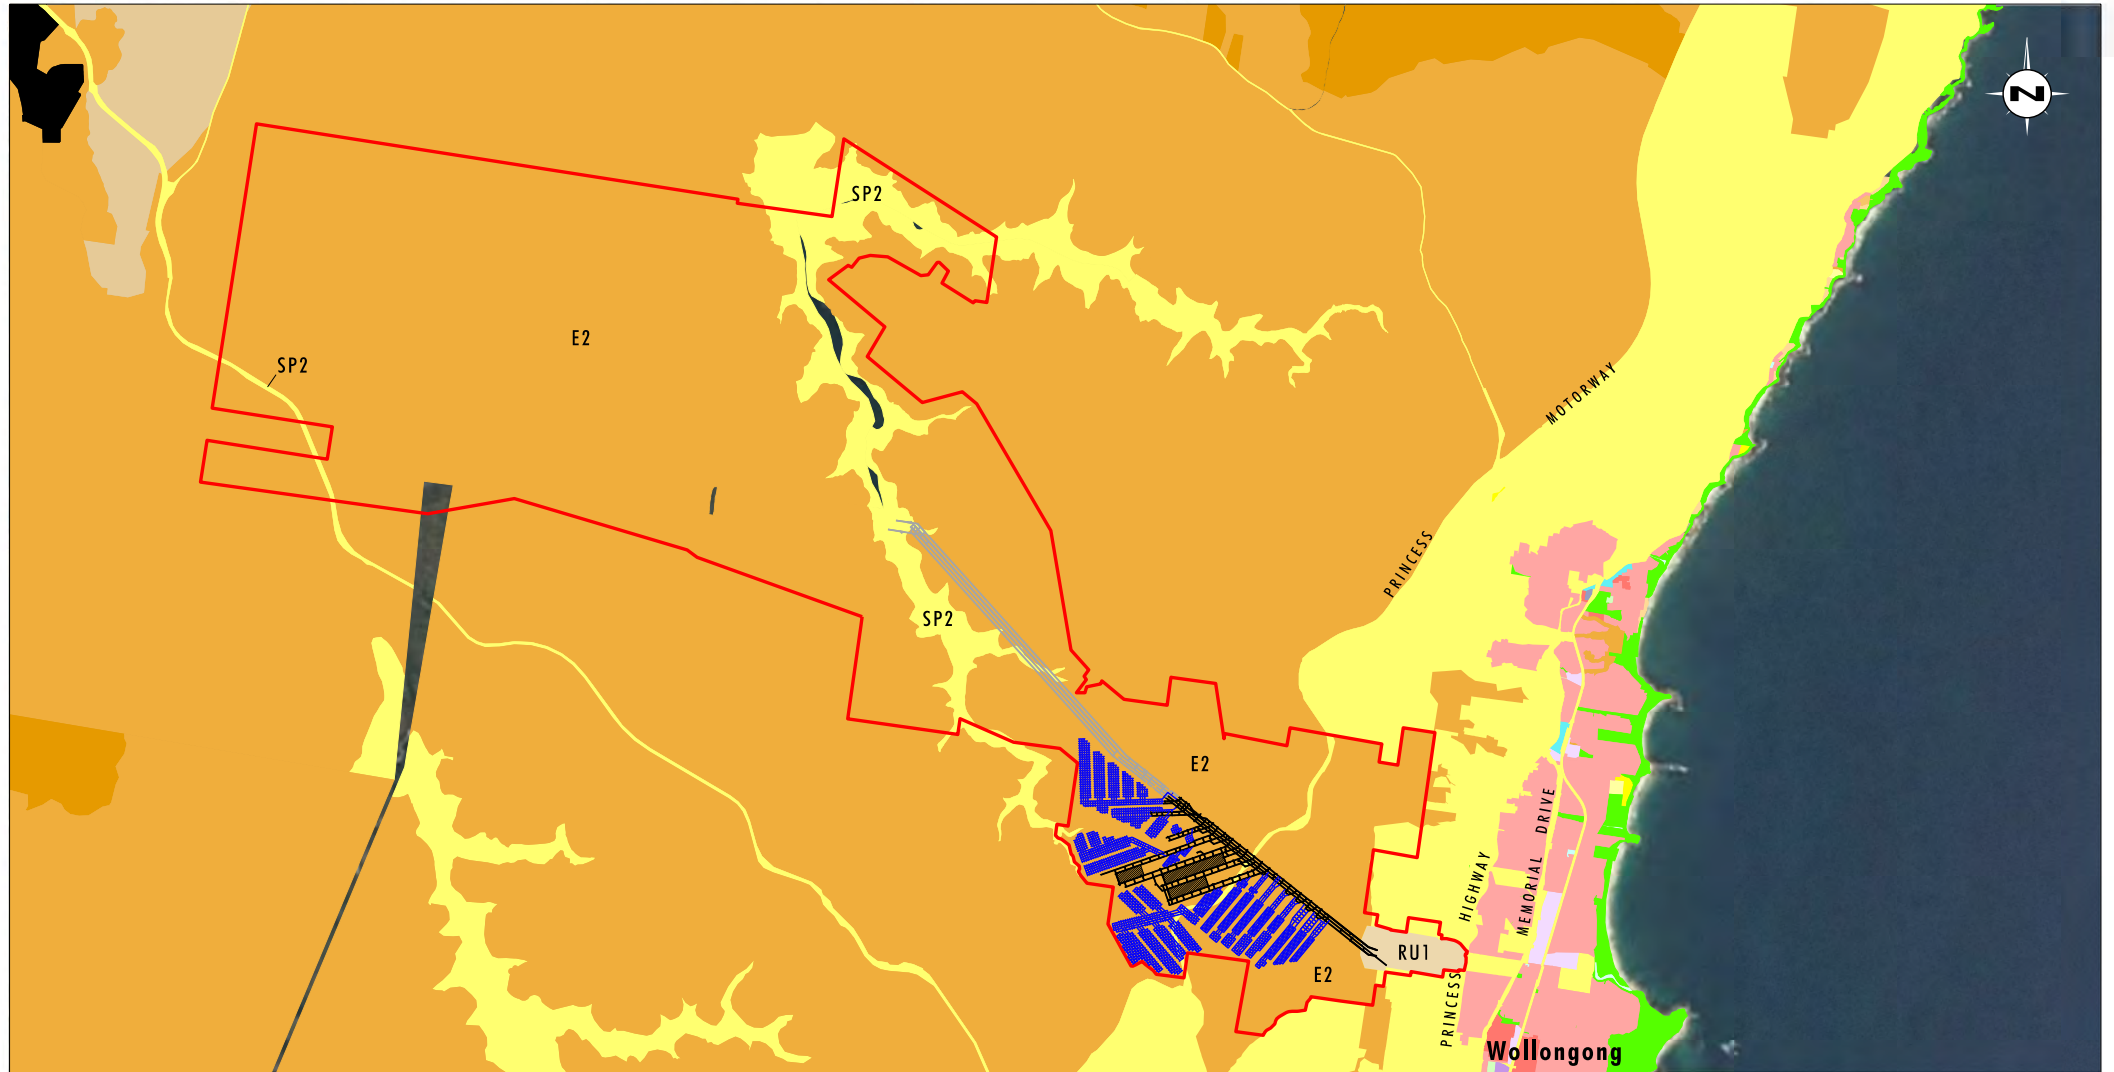 N
SP2
E2
SP2
MOTORWAY
PRINCESS
SP2
E2
MEMORIAL DRIVE
HIGHWAY
RU1
E2
PRINCESS
Wollongong